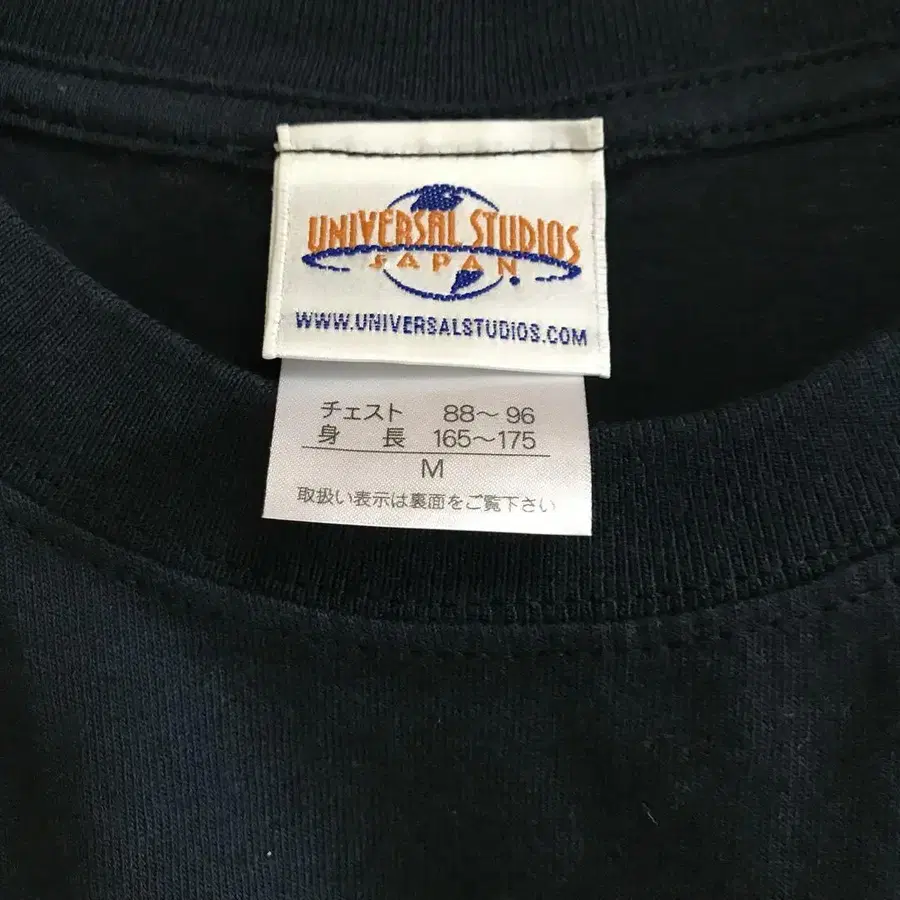 UNIVERSAL STUDIOS
JAPAN
WWW.UNIVERSALSTUDIOS.COM
チェスト 88～96
身長 165～175
M
取扱い表示は裏面をご覧下さい